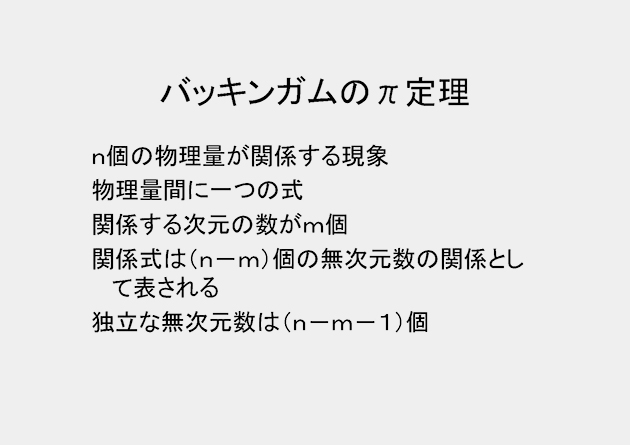 バッキンガムのπ定理
ｎ個の物理量が関係する現象
物理量間に一つの式
関係する次元の数がｍ個
関係式は（ｎ－ｍ）個の無次元数の関係とし
て表される
独立な無次元数は（ｎ－ｍ－１）個